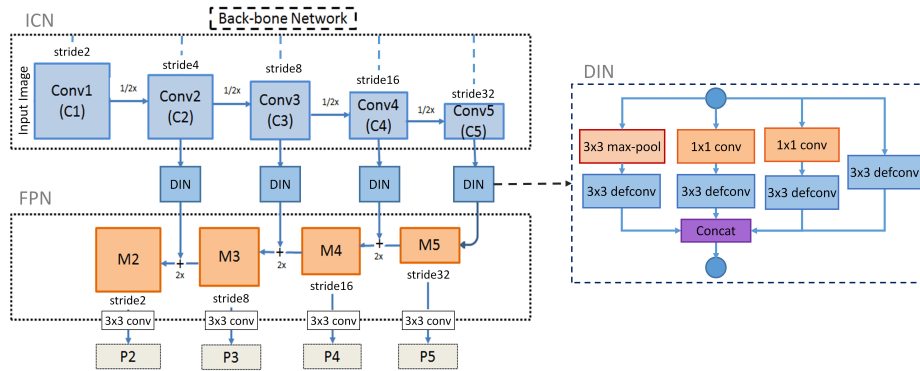 ICN
Back-bone Network
Input Image
stride2
stride4
stride8
stride16
stride32
Conv1
(C1)
1/2x
Conv2
(C2)
1/2x
Conv3
(C3)
1/2x
Conv4
(C4)
1/2x
Conv5
(C5)
DIN
DIN
DIN
DIN
FPN
M2
+
2x
M3
+
2x
M4
+
2x
M5
stride2
stride8
stride16
stride32
3x3 conv
3x3 conv
3x3 conv
3x3 conv
P2
P3
P4
P5
DIN
3x3 max-pool
1x1 conv
1x1 conv
3x3 defconv
3x3 defconv
3x3 defconv
3x3 defconv
Concat